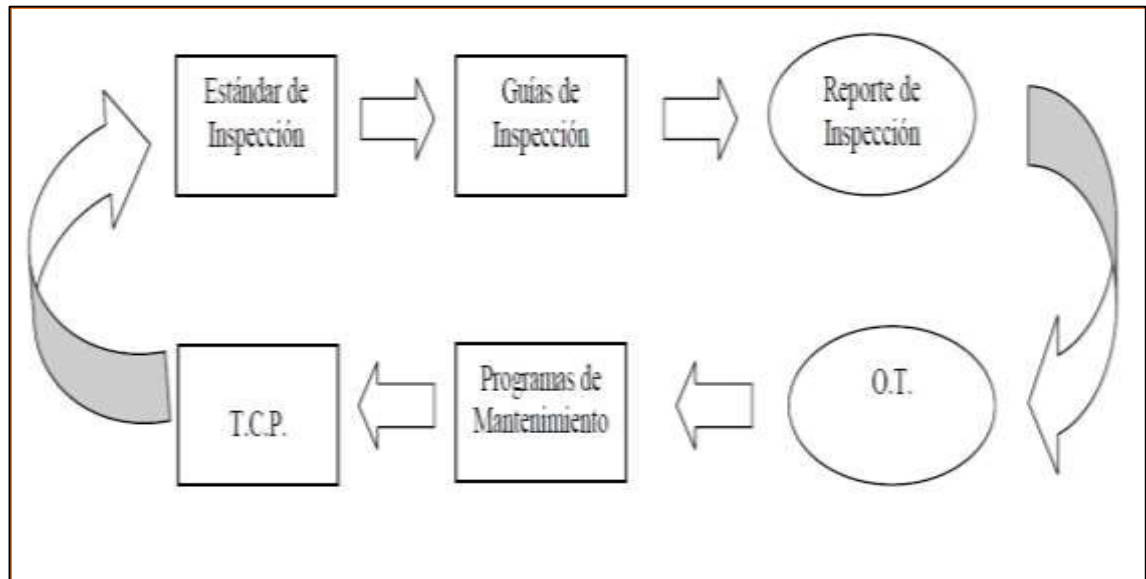 Estándar de
Inspección
Guías de
Inspección
Reporte de
Inspección
T.C.P.
Programas de
Mantenimiento
O.T.